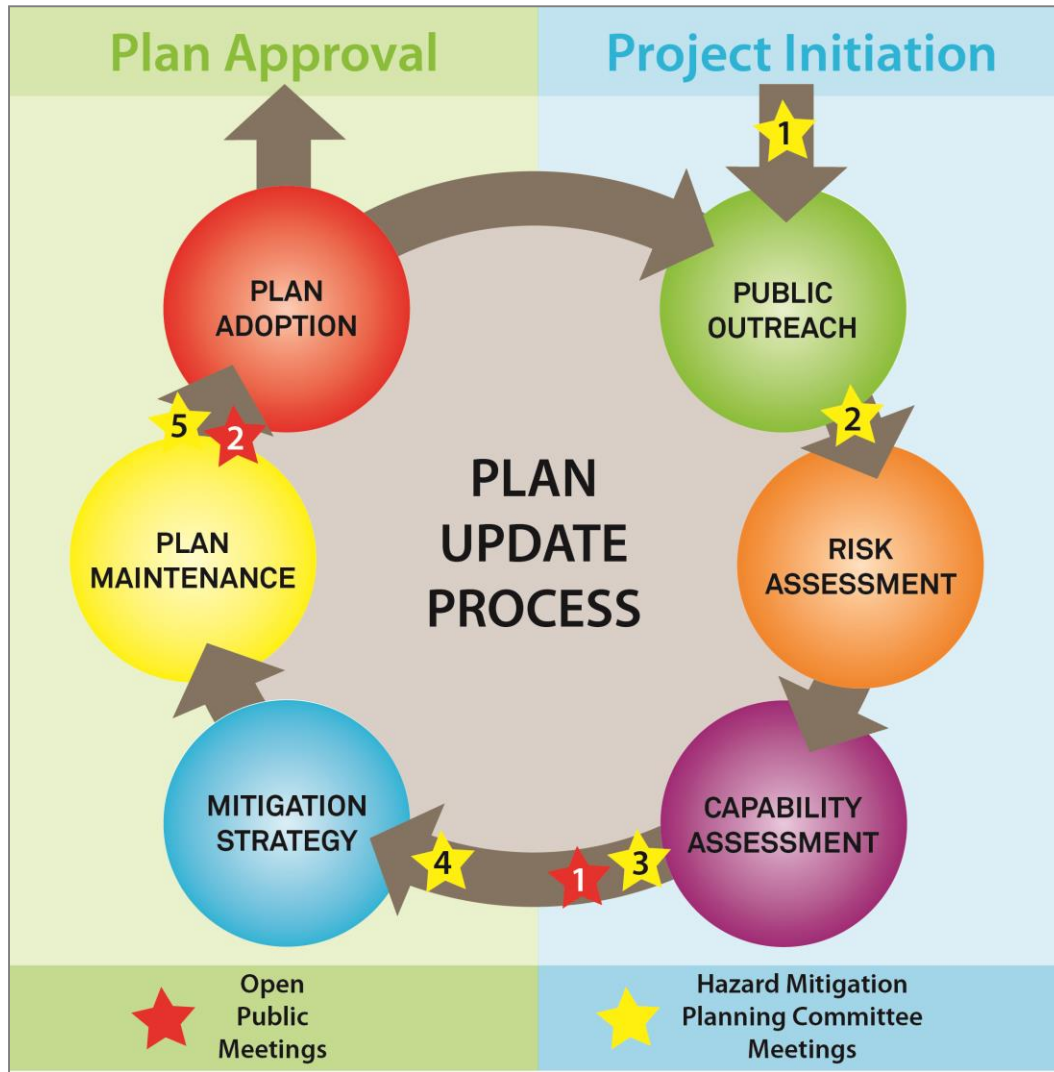 Plan Approval
Project Initiation
1
PLAN
ADOPTION
PUBLIC
OUTREACH
5
2
2
PLAN
UPDATE
PROCESS
PLAN
MAINTENANCE
RISK
ASSESSMENT
MITIGATION
STRATEGY
CAPABILITY
ASSESSMENT
4
1
3
Open
Public
Meetings
Hazard Mitigation
Planning Committee
Meetings